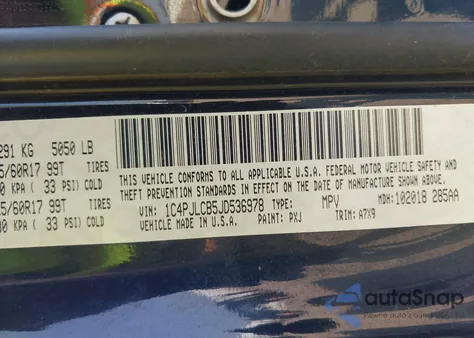 291 KG 5050 LB
5/60R17 99T TIRES
0 KPA ( 33 PSI) COLD
5/60R17 99T TIRES
30 KPA ( 33 PSI) COLD
THIS VEHICLE CONFORMS TO ALL APPLICABLE U.S.A. FEDERAL MOTOR VEHICLE SAFETY AND
THEFT PREVENTION STANDARDS IN EFFECT ON THE DATE OF MANUFACTURE SHOWN ABOVE.
VIN: 1C4PJLCB5JD536978 TYPE: MPV MDH: 102018 285AA
VEHICLE MADE IN U.S.A. PAINT: PXJ TRIM: A7X9
autoSnap